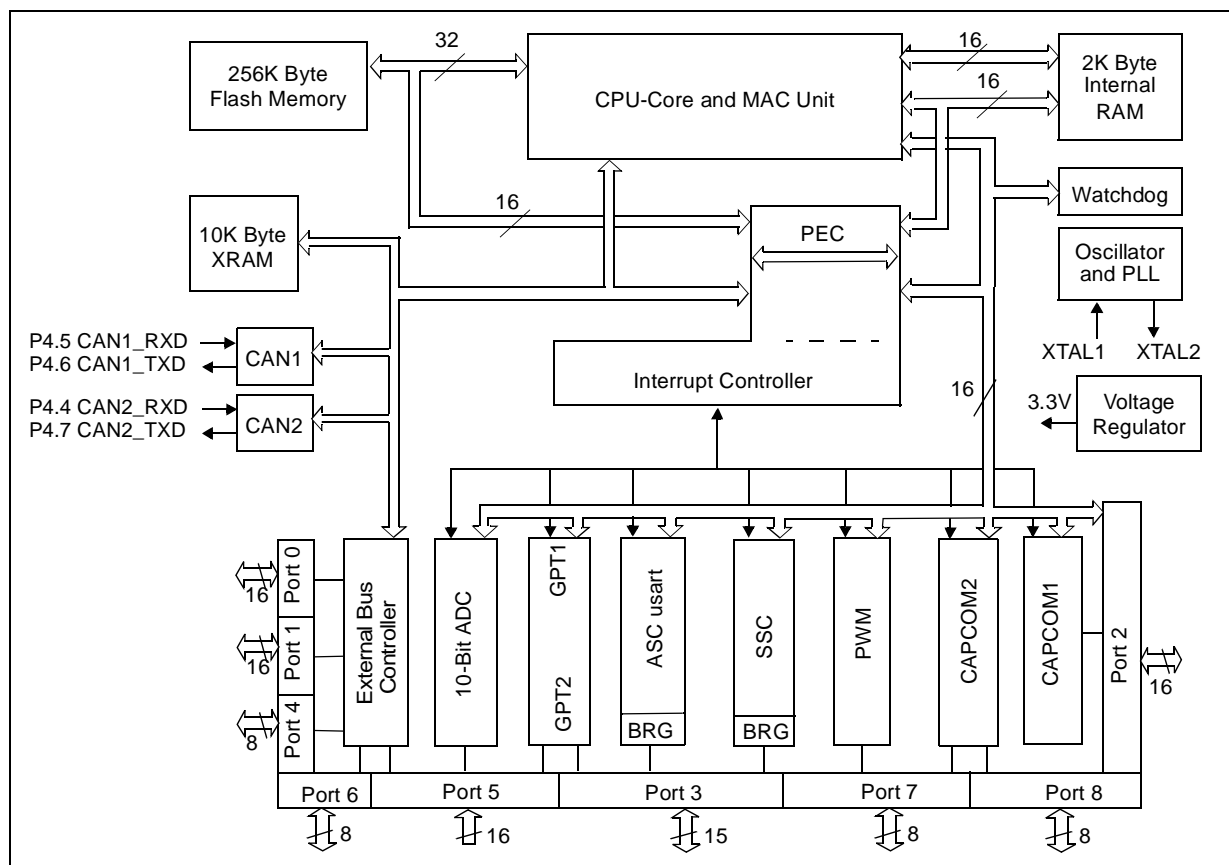 32
16
256K Byte
Flash Memory
CPU-Core and MAC Unit
2K Byte
Internal
RAM
16
16
PEC
Watchdog
10K Byte
XRAM
Oscillator
and PLL
P4.5 CAN1_RXD
P4.6 CAN1_TXD
CAN1
XTAL1
XTAL2
Interrupt Controller
16
P4.4 CAN2_RXD
P4.7 CAN2_TXD
CAN2
3.3V
Voltage
Regulator
Port 0
16
Port 1
16
Port 4
8
External Bus
Controller
10-Bit ADC
GPT1
GPT2
ASC usart
BRG
SSC
BRG
PWM
CAPCOM2
CAPCOM1
Port 2
16
Port 6
Port 5
Port 3
Port 7
Port 8
8
16
15
8
8